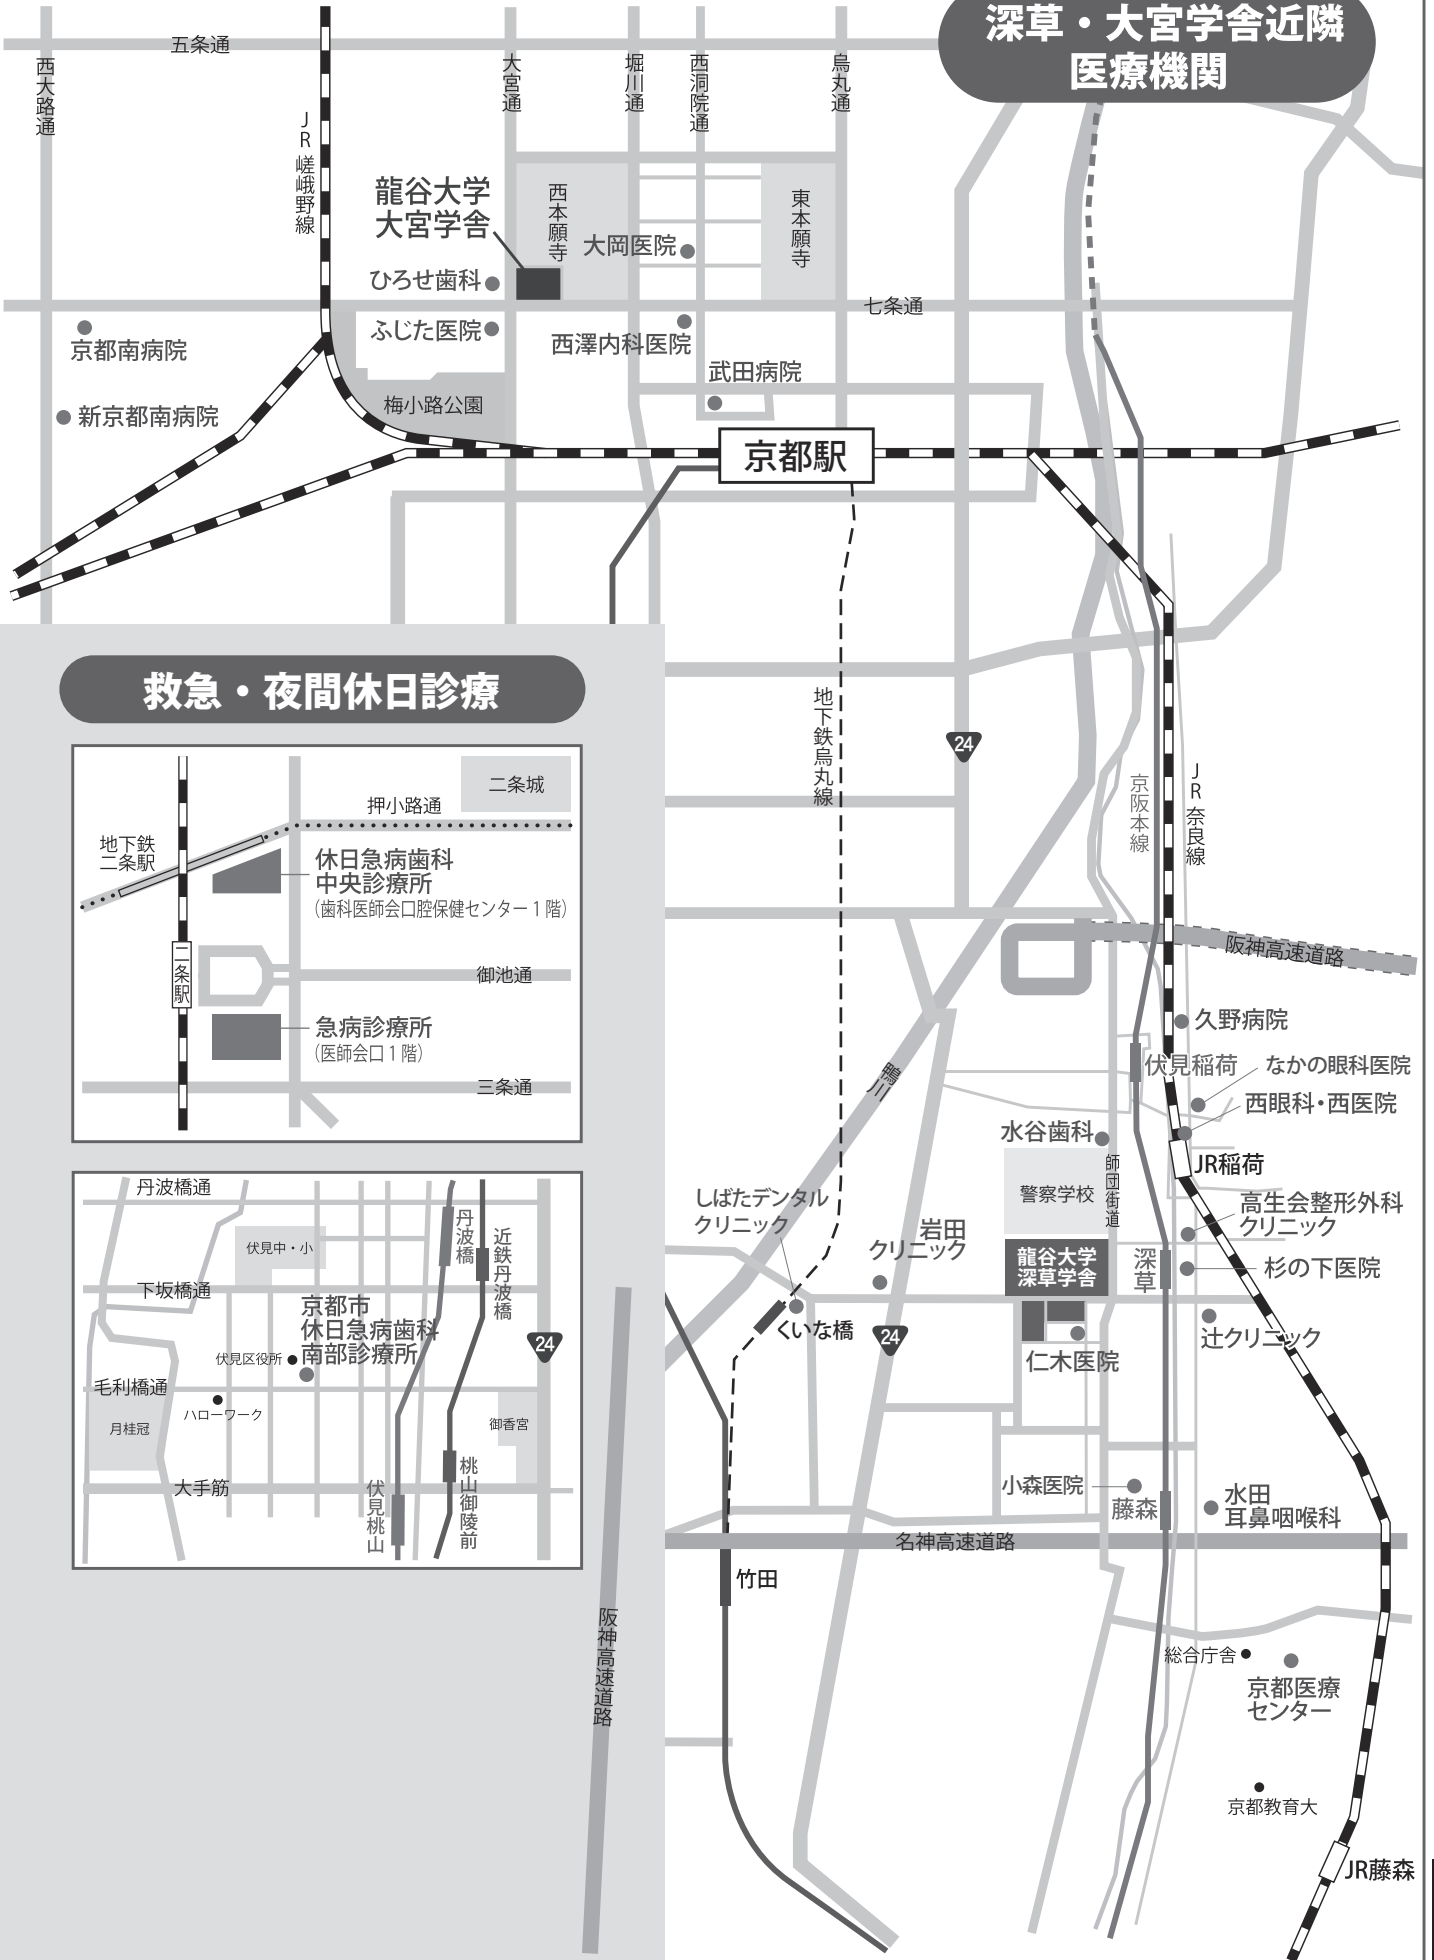 深草・大宮学舎近隣
医療機関
五条通
西大路通
JR嵯峨野線
大宮通
堀川通
西洞院通
烏丸通
龍谷大学
大宮学舎
西本願寺
東本願寺
大岡医院
ひろせ歯科
七条通
ふじた医院
西澤内科医院
京都南病院
武田病院
新京都南病院
梅小路公園
京都駅
地下鉄烏丸線
24
京阪本線
JR奈良線
阪神高速道路
久野病院
伏見稲荷
なかの眼科医院
西眼科・西医院
鴨川
水谷歯科
師団街道
JR稲荷
警察学校
しばたデンタル
クリニック
岩田
クリニック
高生会整形外科
クリニック
龍谷大学
深草学舎
深草
杉の下医院
くいな橋
24
辻クリニック
仁木医院
小森医院
藤森
水田
耳鼻咽喉科
名神高速道路
竹田
阪神高速道路
総合庁舎
京都医療
センター
京都教育大
JR藤森
救急・夜間休日診療
二条城
押小路通
地下鉄
二条駅
休日急病歯科
中央診療所
(歯科医師会口腔保健センター1階)
二条駅
御池通
急病診療所
(医師会口1階)
三条通
丹波橋通
丹波橋
近鉄丹波橋
伏見中・小
下坂橋通
京都市
休日急病歯科
南部診療所
24
伏見区役所
毛利橋通
ハローワーク
月桂冠
御香宮
大手筋
伏見桃山
桃山御陵前